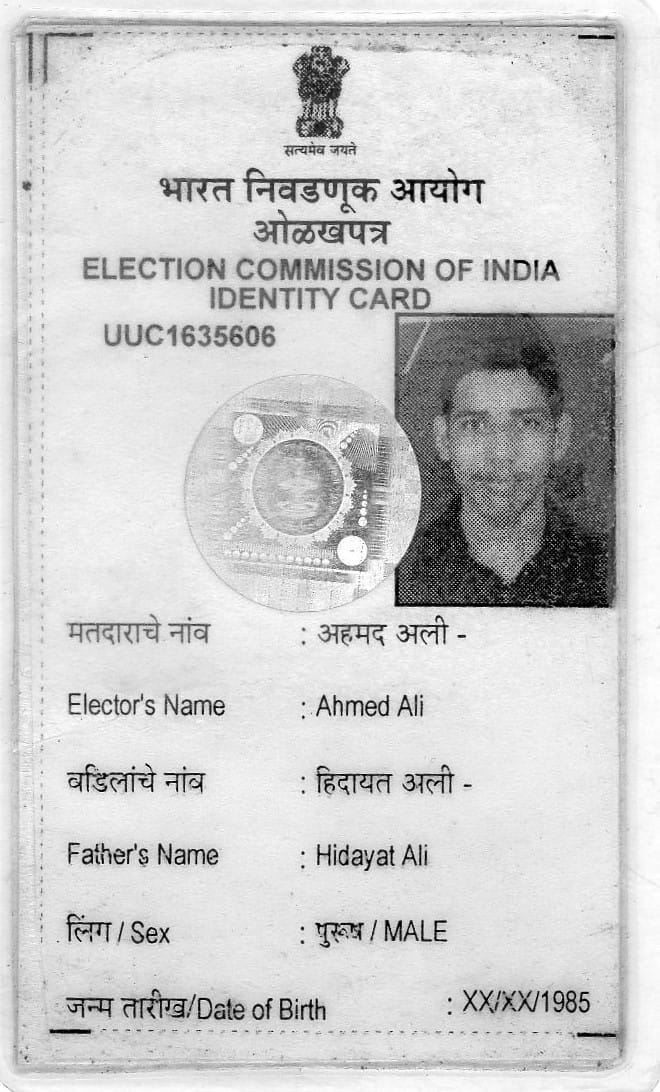 सत्यमेव जयते
भारत निवडणूक आयोग
ओळखपत्र
ELECTION COMMISSION OF INDIA
IDENTITY CARD
UUC1635606
मतदाराचे नांव : अहमद अली -
Elector's Name : Ahmed Ali
वडिलांचे नांव : हिदायत अली -
Father's Name : Hidayat Ali
लिंग / Sex : पुरूष / MALE
जन्म तारीख/Date of Birth : XX/XX/1985